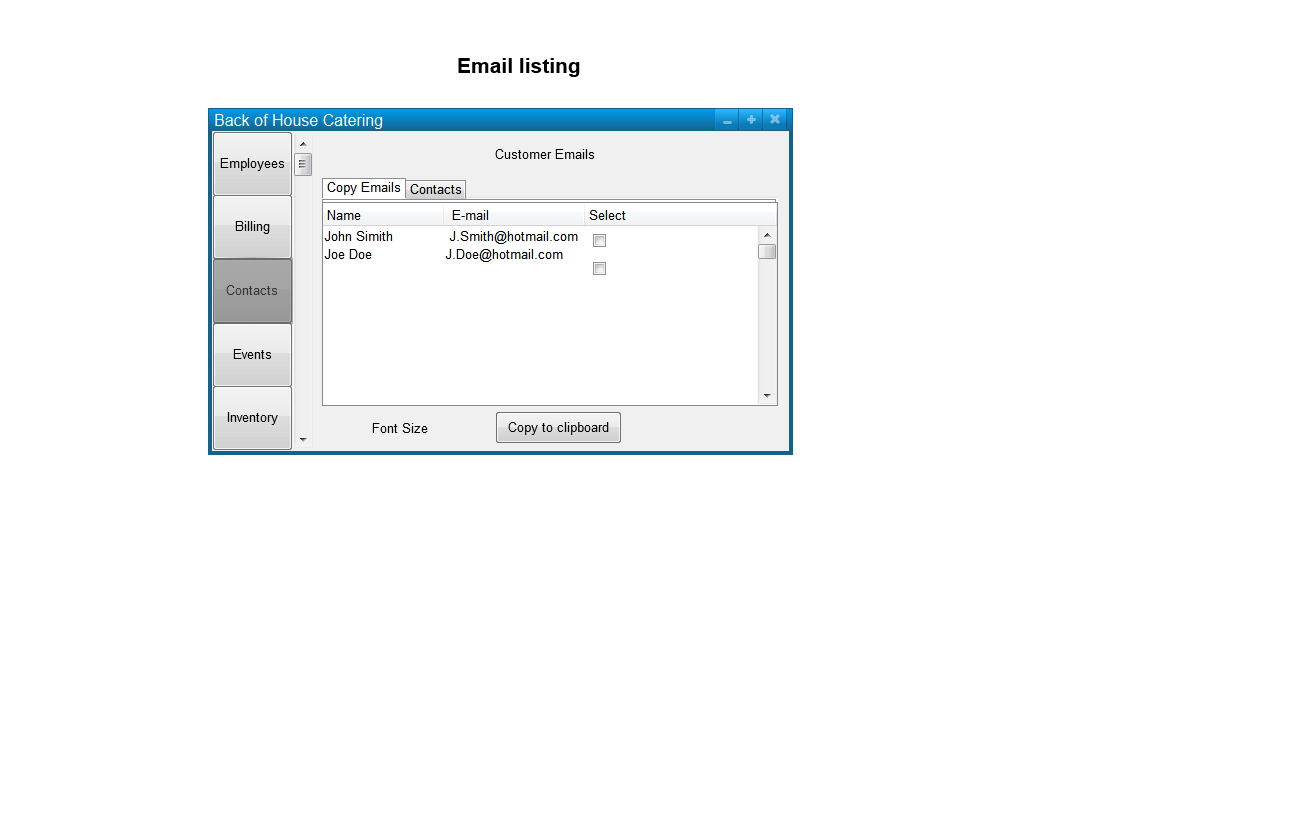 Email listing
Back of House Catering
Employees
Billing
Contacts
Events
Inventory
Customer Emails
Copy Emails Contacts
Name E-mail Select
John Simith J.Smith@hotmail.com
Joe Doe J.Doe@hotmail.com
Font Size Copy to clipboard